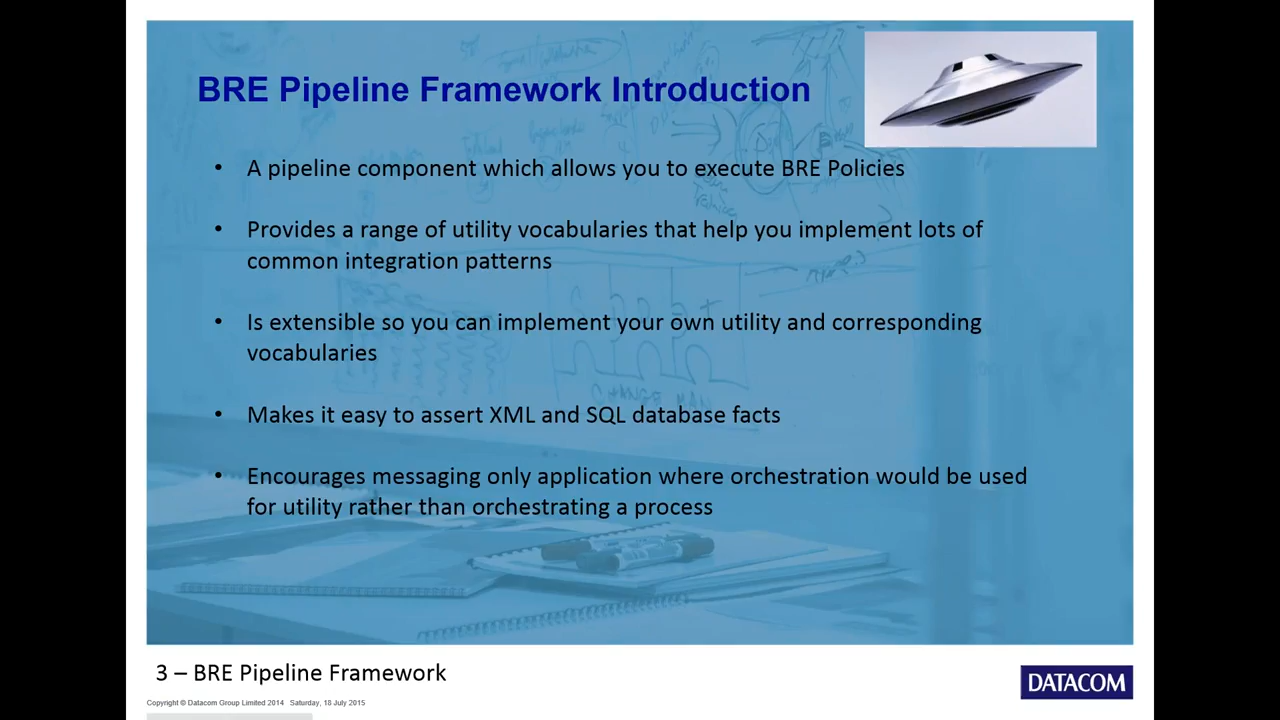 BRE Pipeline Framework Introduction
• A pipeline component which allows you to execute BRE Policies
• Provides a range of utility vocabularies that help you implement lots of
common integration patterns
• Is extensible so you can implement your own utility and corresponding
vocabularies
• Makes it easy to assert XML and SQL database facts
• Encourages messaging only application where orchestration would be used
for utility rather than orchestrating a process
3 – BRE Pipeline Framework
Copyright © Datacom Group Limited 2014 Saturday, 18 July 2015
DATACOM